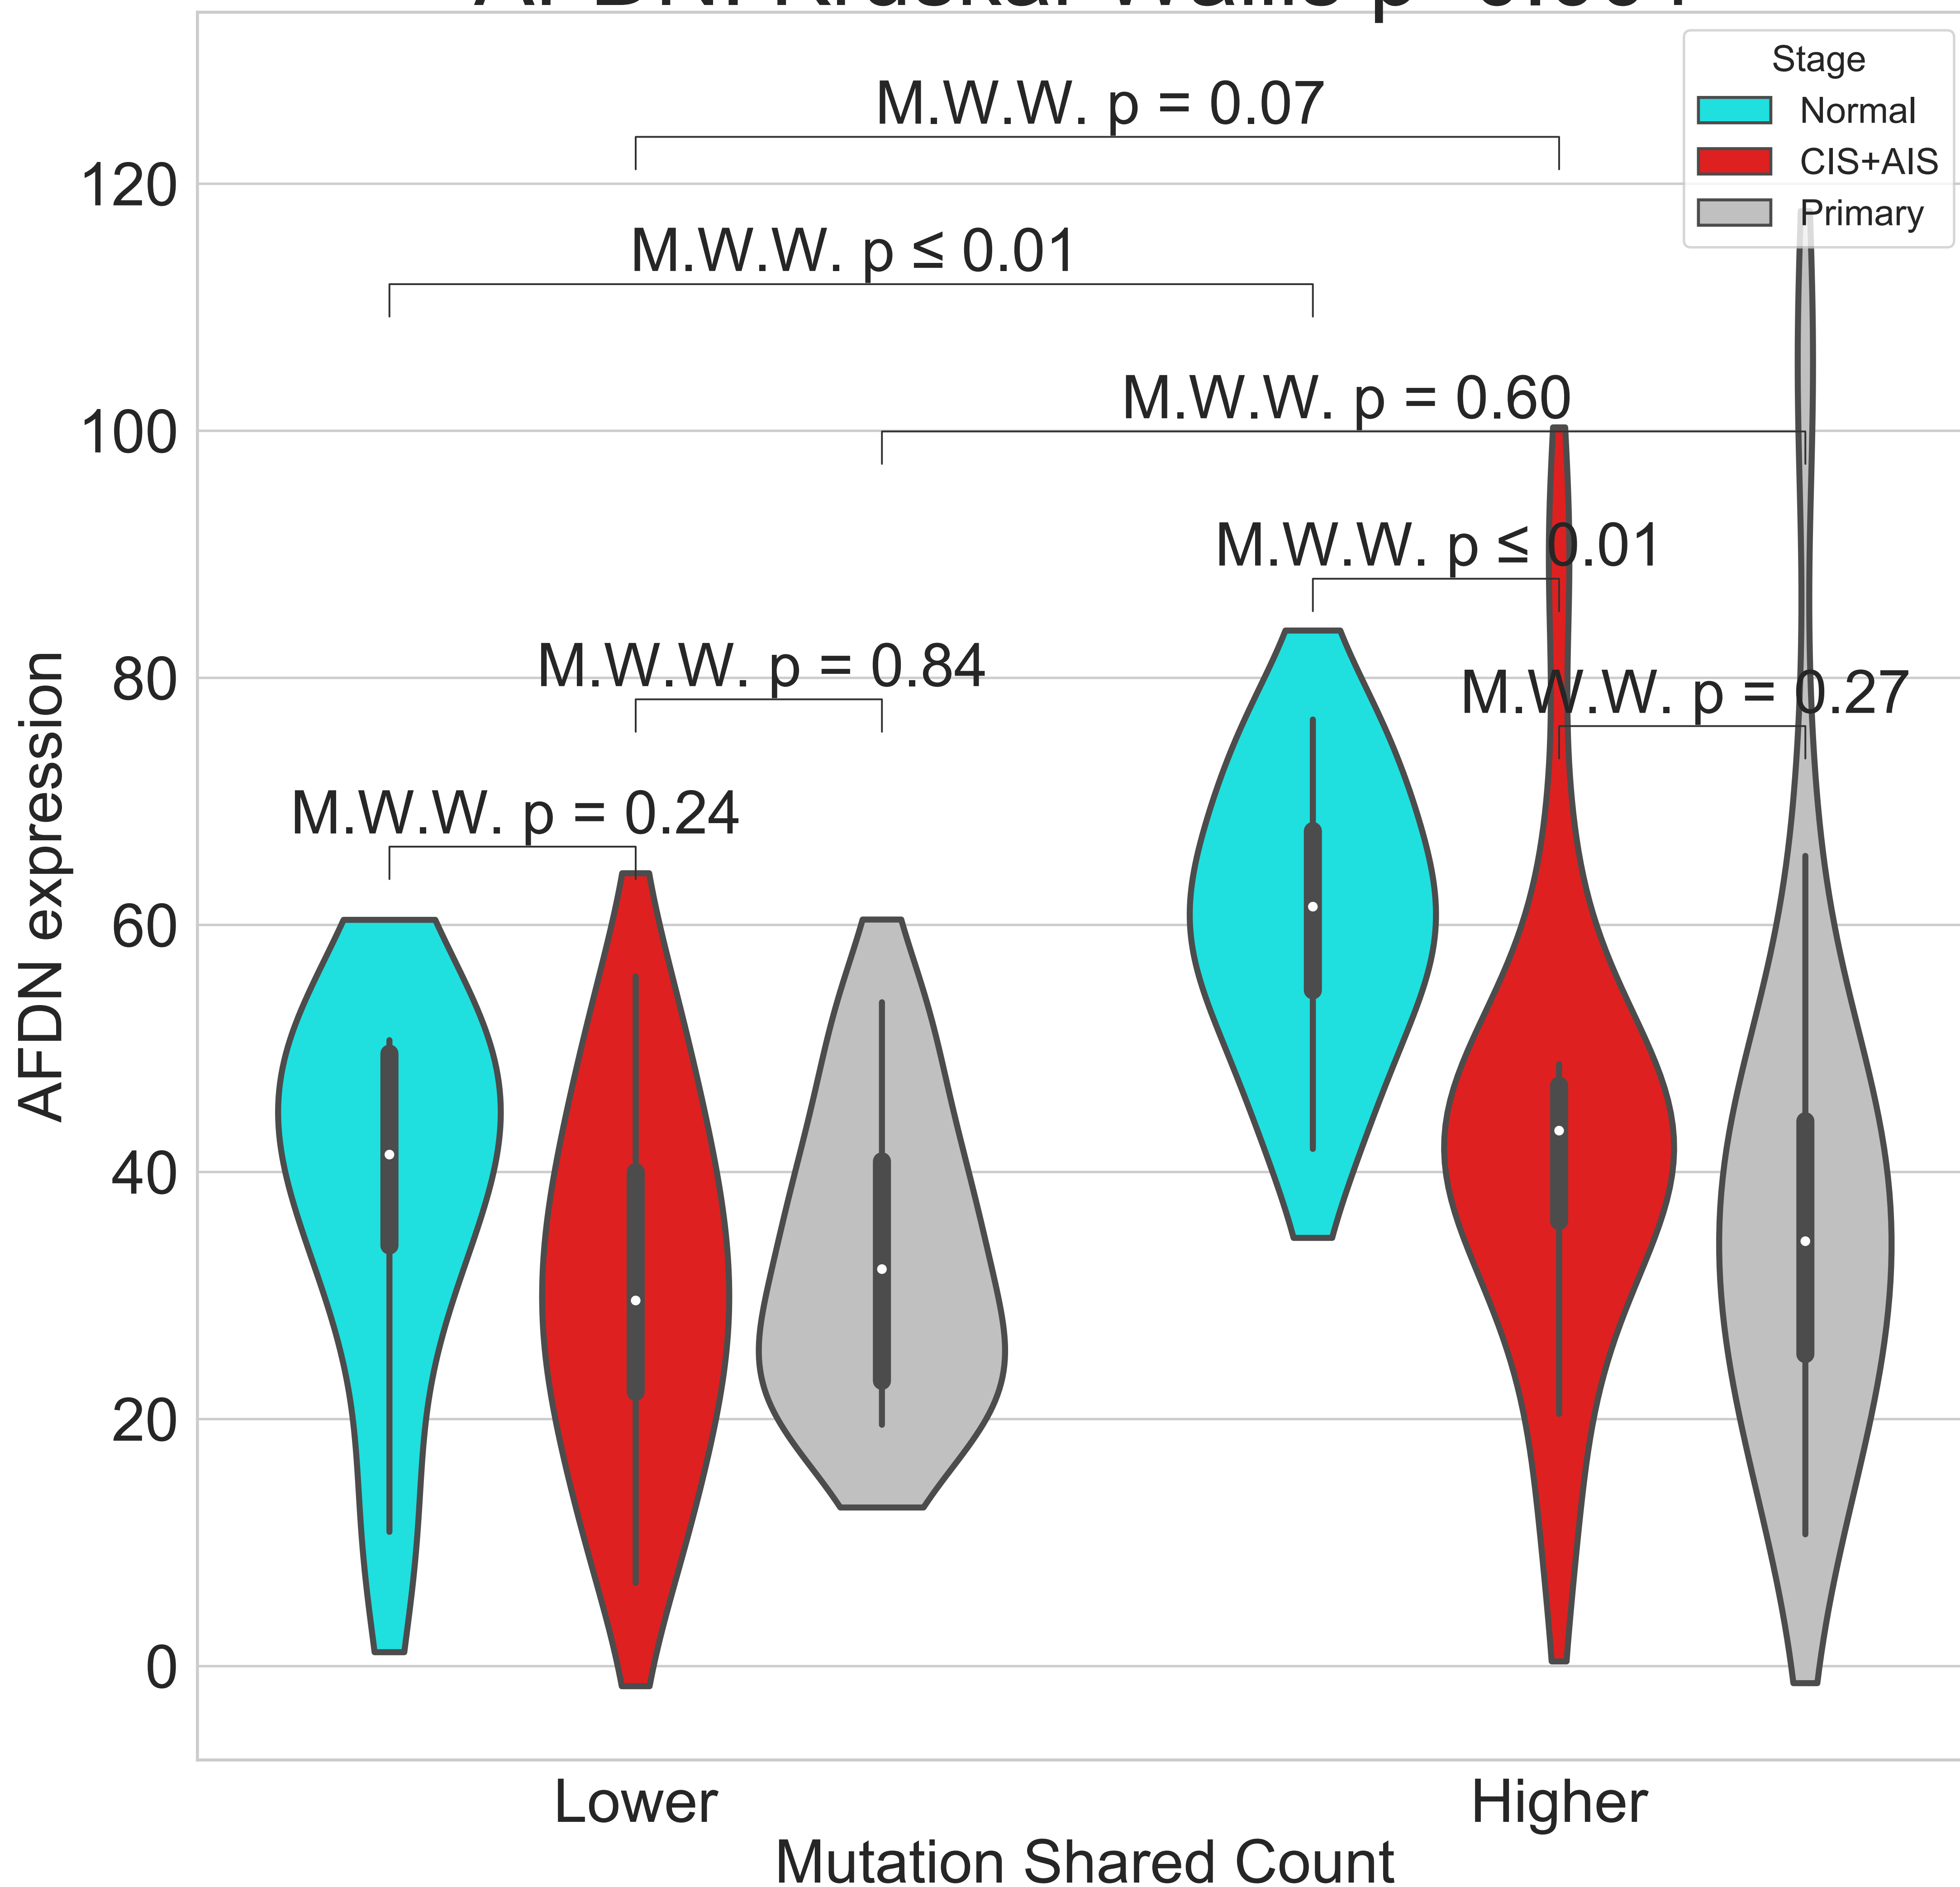 Stage
Normal
CIS+AIS
Primary
M.W.W. p = 0.07
M.W.W. p ≤ 0.01
M.W.W. p = 0.60
M.W.W. p ≤ 0.01
M.W.W. p = 0.84
M.W.W. p = 0.27
M.W.W. p = 0.24
120
100
80
60
40
20
0
AFDN expression
Lower
Higher
Mutation Shared Count